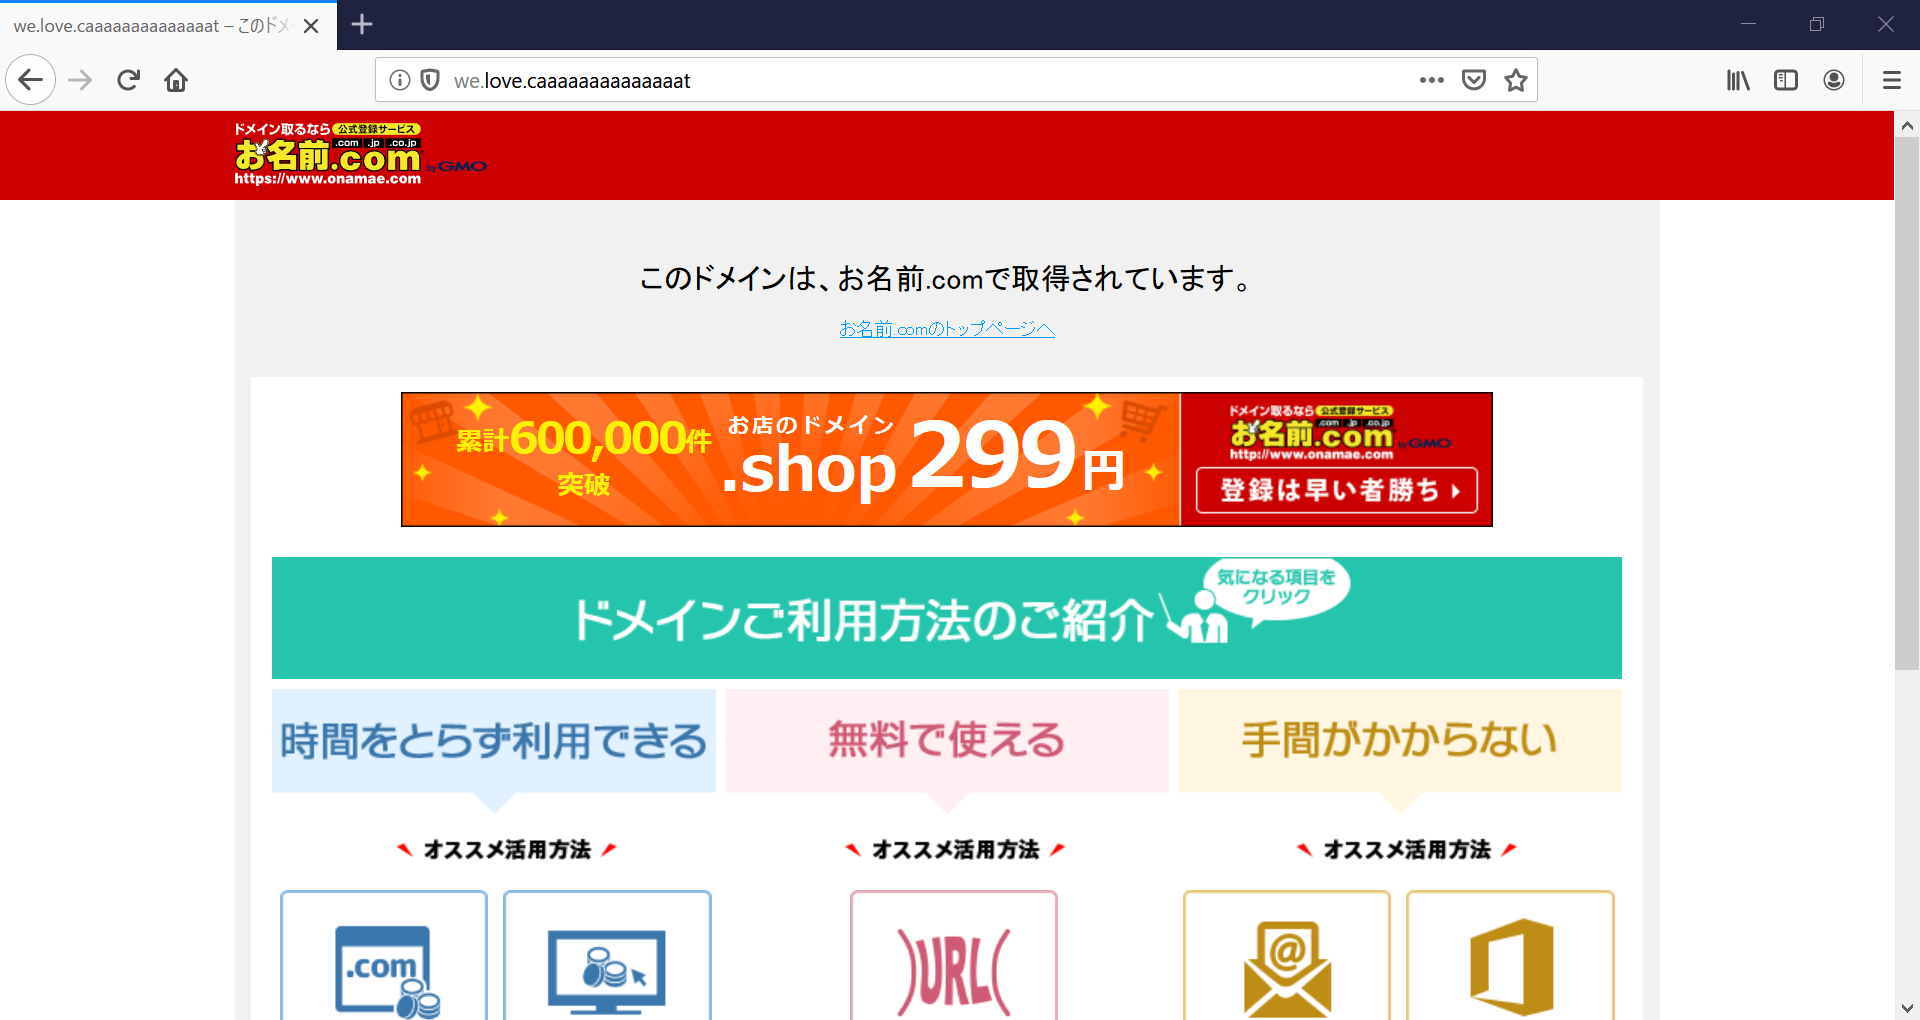 we.love.caaaaaaaaaaaaaaat – このドメ
we.love.caaaaaaaaaaaaaaat
ドメイン取るなら 公式登録サービス
.com .jp .co.jp
お名前.com by GMO
https://www.onamae.com
このドメインは、お名前.comで取得されています。
お名前.comのトップページへ
累計600,000件
突破
お店のドメイン
.shop 299円
ドメイン取るなら 公式登録サービス
.com .jp .co.jp
お名前.com by GMO
http://www.onamae.com
登録は早い者勝ち
ドメインご利用方法のご紹介
気になる項目を
クリック
時間をとらず利用できる
無料で使える
手間がかからない
オススメ活用方法
オススメ活用方法
オススメ活用方法
.com
)URL(
@